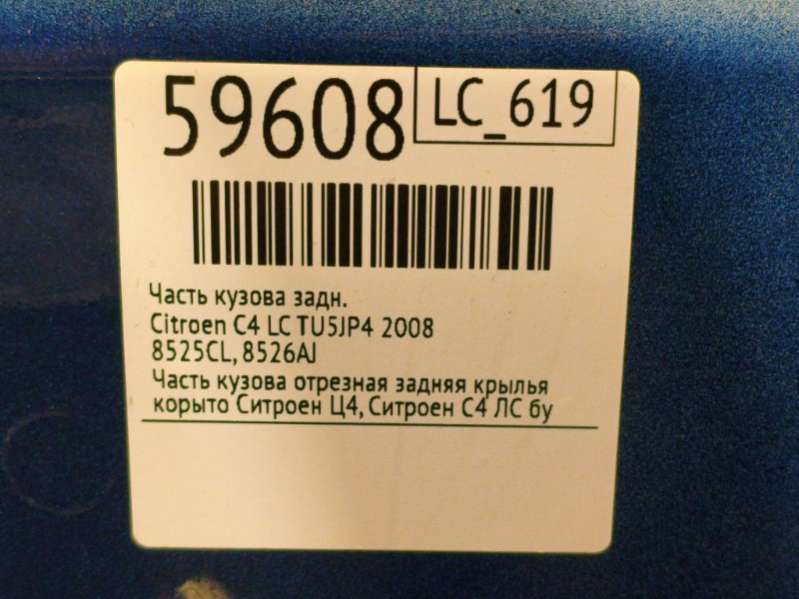 59608
LC_619
Часть кузова задн.
Citroen C4 LC TU5JP4 2008
8525CL, 8526AJ
Часть кузова отрезная задняя крылья
корыто Ситроен Ц4, Ситроен С4 ЛС бу